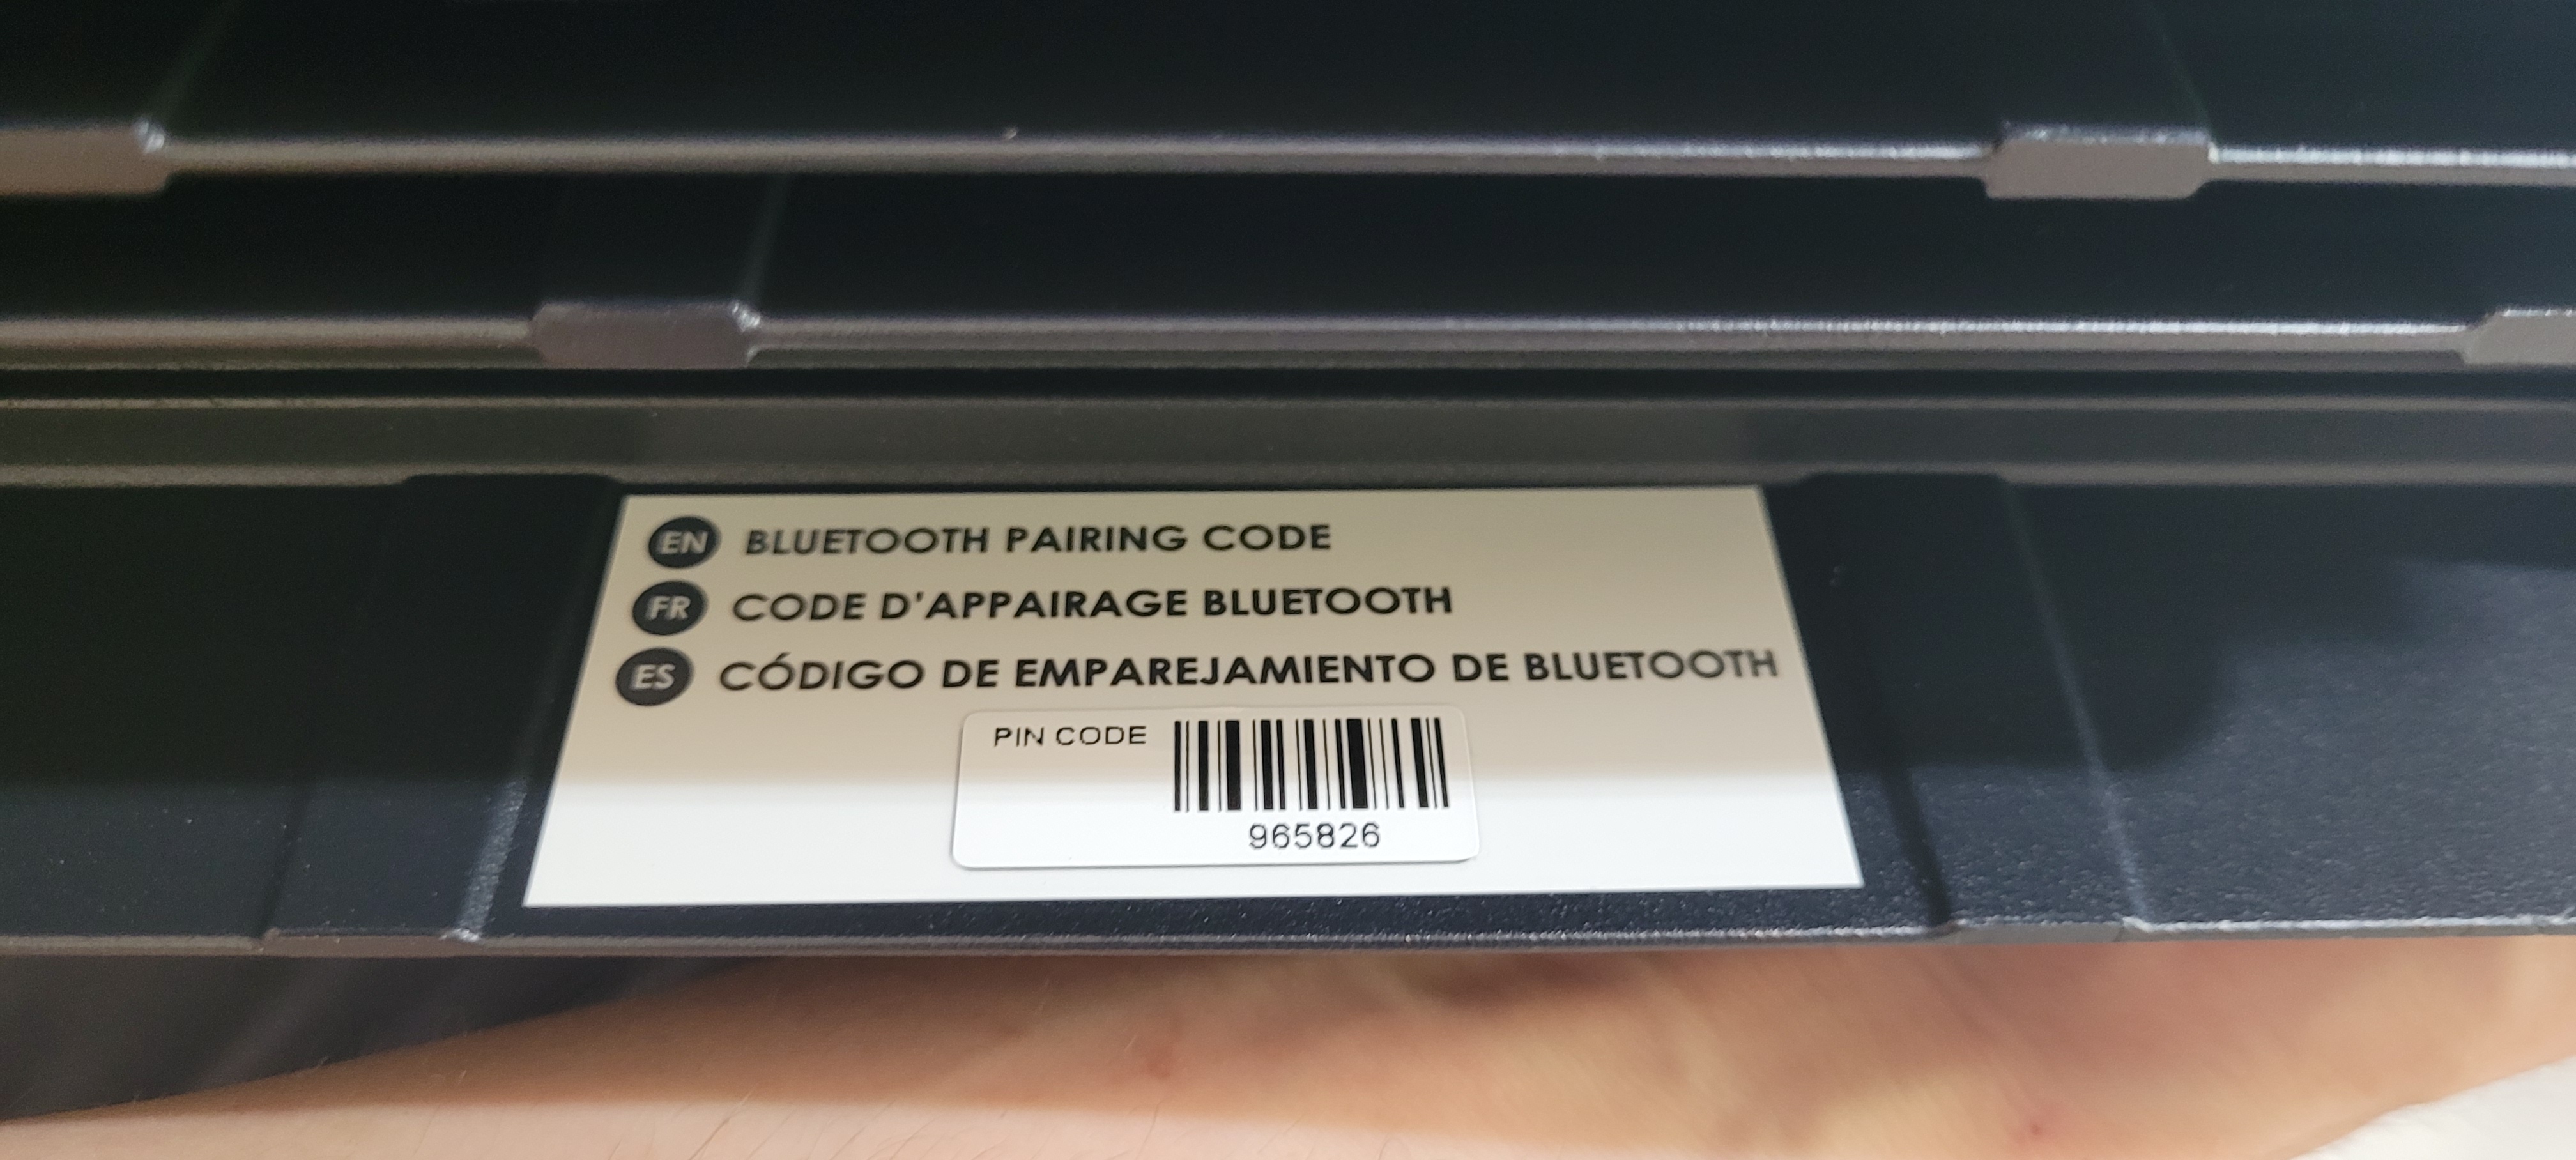 EN BLUETOOTH PAIRING CODE
FR CODE D'APPAIRAGE BLUETOOTH
ES CÓDIGO DE EMPAREJAMIENTO DE BLUETOOTH
PIN CODE
965826